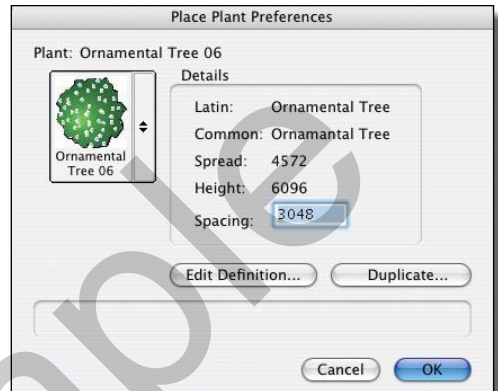 Place Plant Preferences
Plant: Ornamental Tree 06
Details
Ornamental
Tree 06
Latin: Ornamental Tree
Common: Ornamantal Tree
Spread: 4572
Height: 6096
Spacing: 3048
Edit Definition...
Duplicate...
Cancel
OK
ple